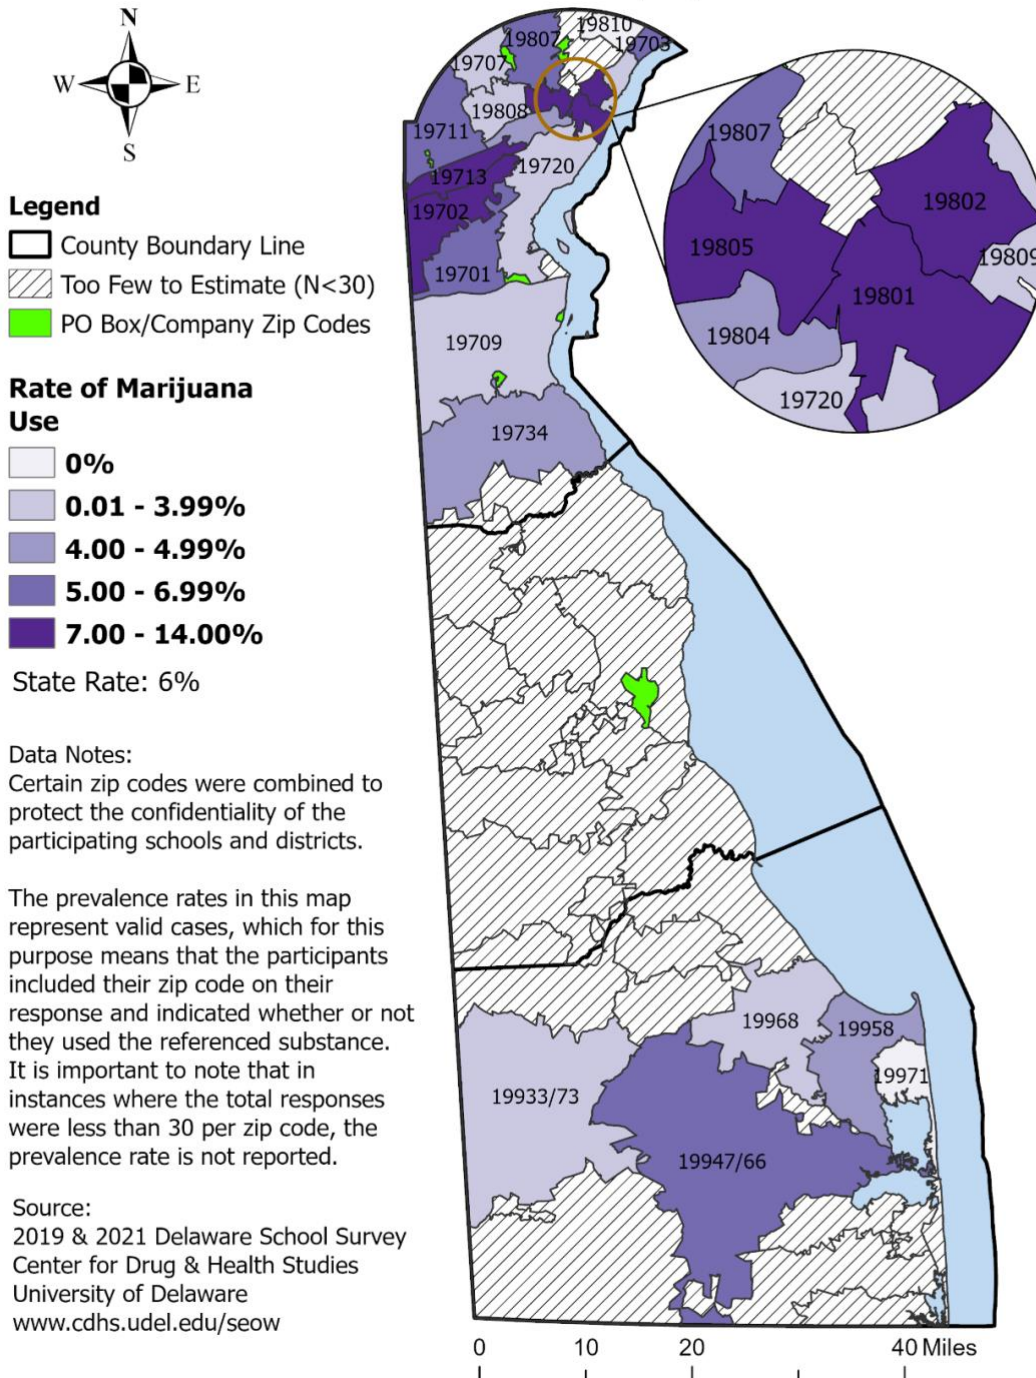 N
W
E
S
Legend
County Boundary Line
Too Few to Estimate (N<30)
PO Box/Company Zip Codes
Rate of Marijuana
Use
0%
0.01 - 3.99%
4.00 - 4.99%
5.00 - 6.99%
7.00 - 14.00%
State Rate: 6%
Data Notes:
Certain zip codes were combined to
protect the confidentiality of the
participating schools and districts.
The prevalence rates in this map
represent valid cases, which for this
purpose means that the participants
included their zip code on their
response and indicated whether or not
they used the referenced substance.
It is important to note that in
instances where the total responses
were less than 30 per zip code, the
prevalence rate is not reported.
Source:
2019 & 2021 Delaware School Survey
Center for Drug & Health Studies
University of Delaware
www.cdhs.udel.edu/seow
19810
19807
19703
19707
19808
19711
19720
19713
19702
19701
19709
19734
19807
19802
19805
19809
19801
19804
19720
19968
19958
19971
19933/73
19947/66
0 10 20 40 Miles